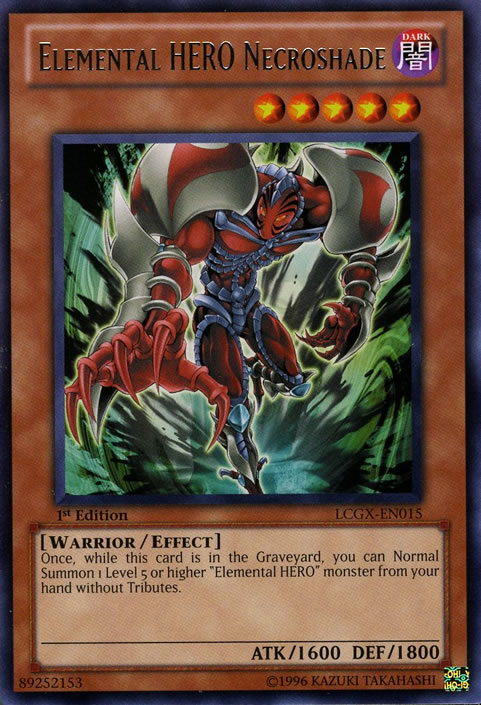 Elemental HERO Necroshade
DARK
闇
1st Edition
LCGX-EN015
[Warrior / Effect]
Once, while this card is in the Graveyard, you can Normal
Summon 1 Level 5 or higher "Elemental HERO" monster from your
hand without Tributes.
ATK/1600 DEF/1800
89252153
©1996 KAZUKI TAKAHASHI